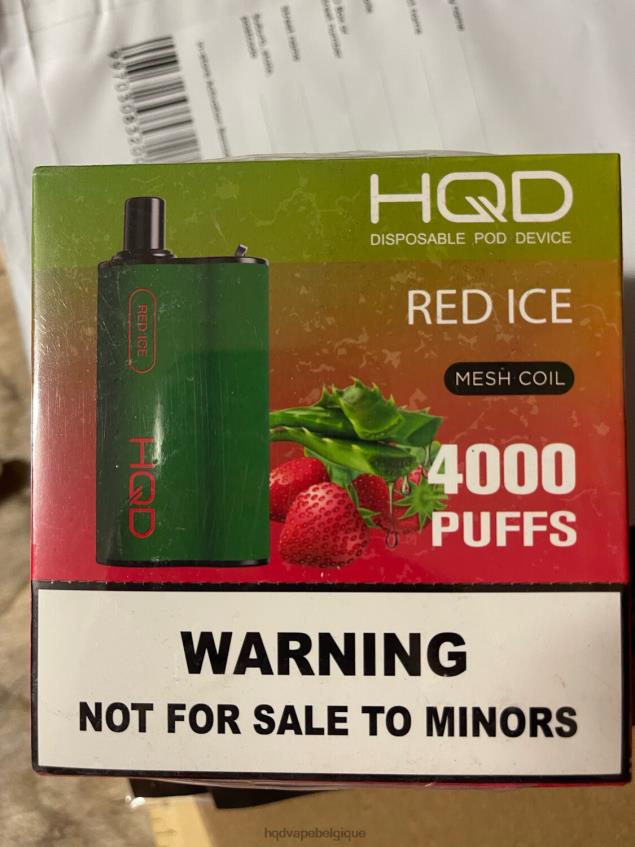 HQD
DISPOSABLE POD DEVICE
RED ICE
MESH COIL
4000
PUFFS
RED ICE
HQD
WARNING
NOT FOR SALE TO MINORS
hqdvapebelgique